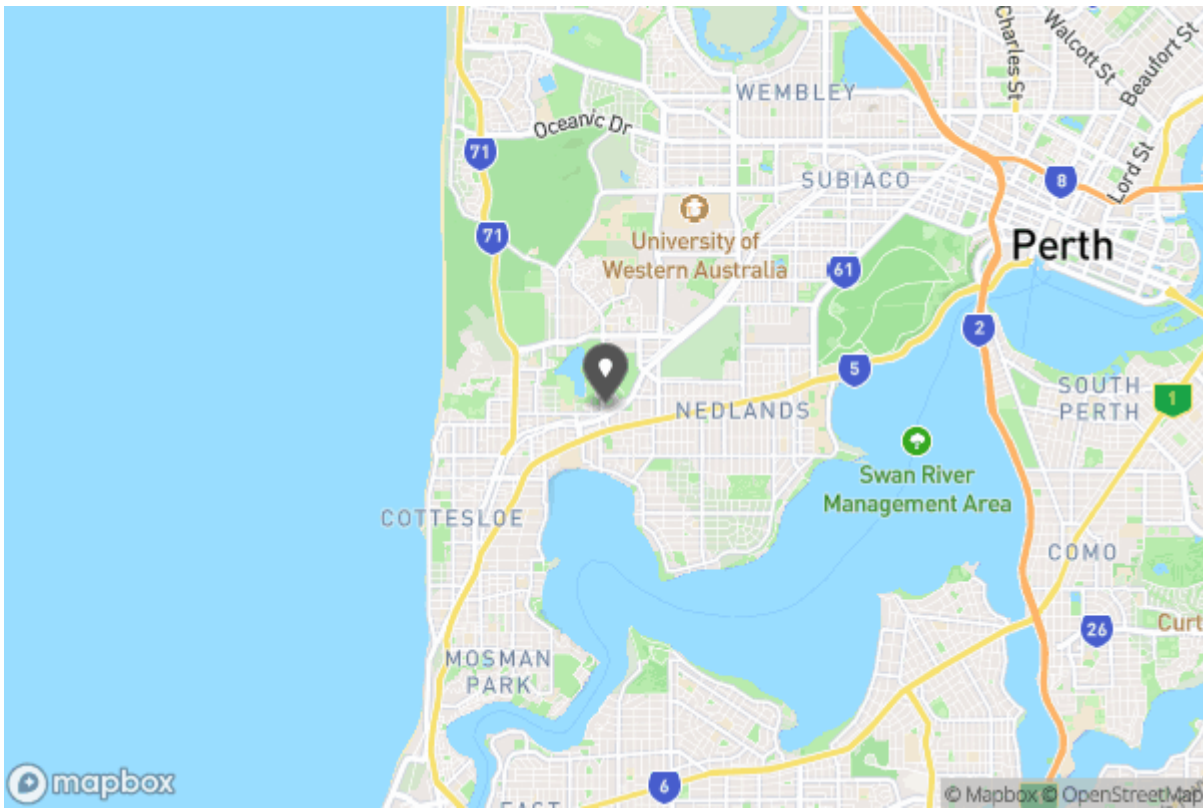 Charles St
Walcott St
Beaufort St
WEMBLEY
Oceanic Dr
71
Lord St
SUBIACO
8
71
University of
Western Australia
Perth
61
2
5
SOUTH
PERTH
1
NEDLANDS
Swan River
Management Area
COTTESLOE
COMO
Curt
26
MOSMAN
PARK
6
EAST
mapbox
© Mapbox © OpenStreetMap